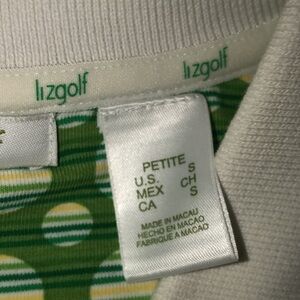 lizgolf
lizgolf
PETITE S
U.S. CH
MEX S
CA
MADE IN MACAU
HECHO EN MACAO
FABRIQUÉ À MACAO